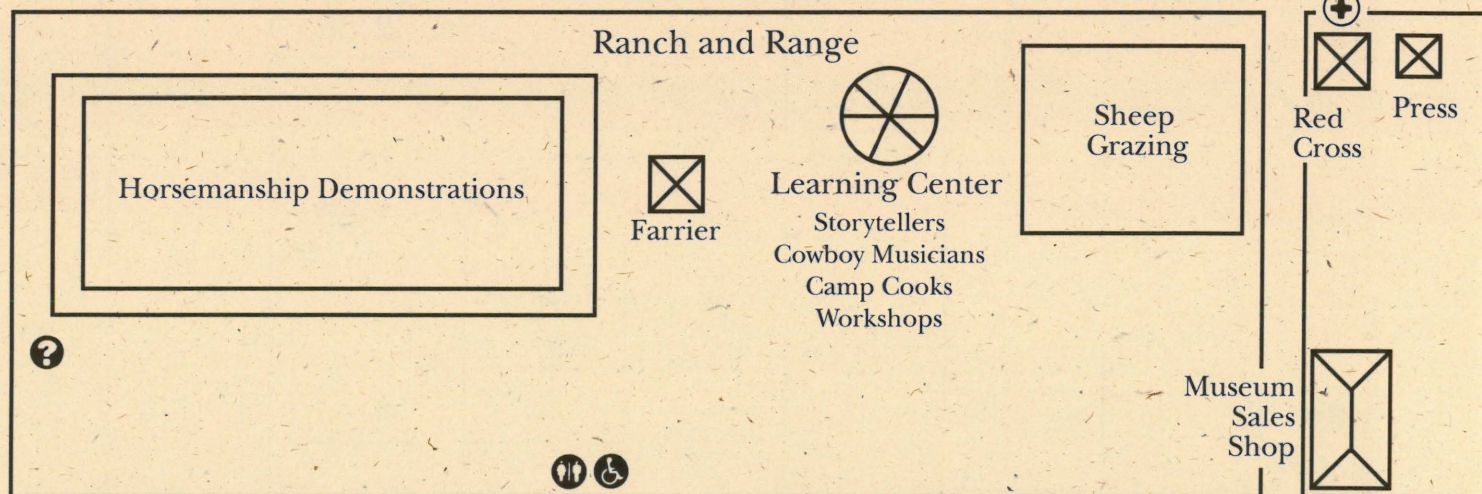 Ranch and Range
Horsemanship Demonstrations
Farrier
Learning Center
Storytellers
Cowboy Musicians
Camp Cooks
Workshops
Sheep
Grazing
Red
Cross
Press
?
Museum
Sales
Shop